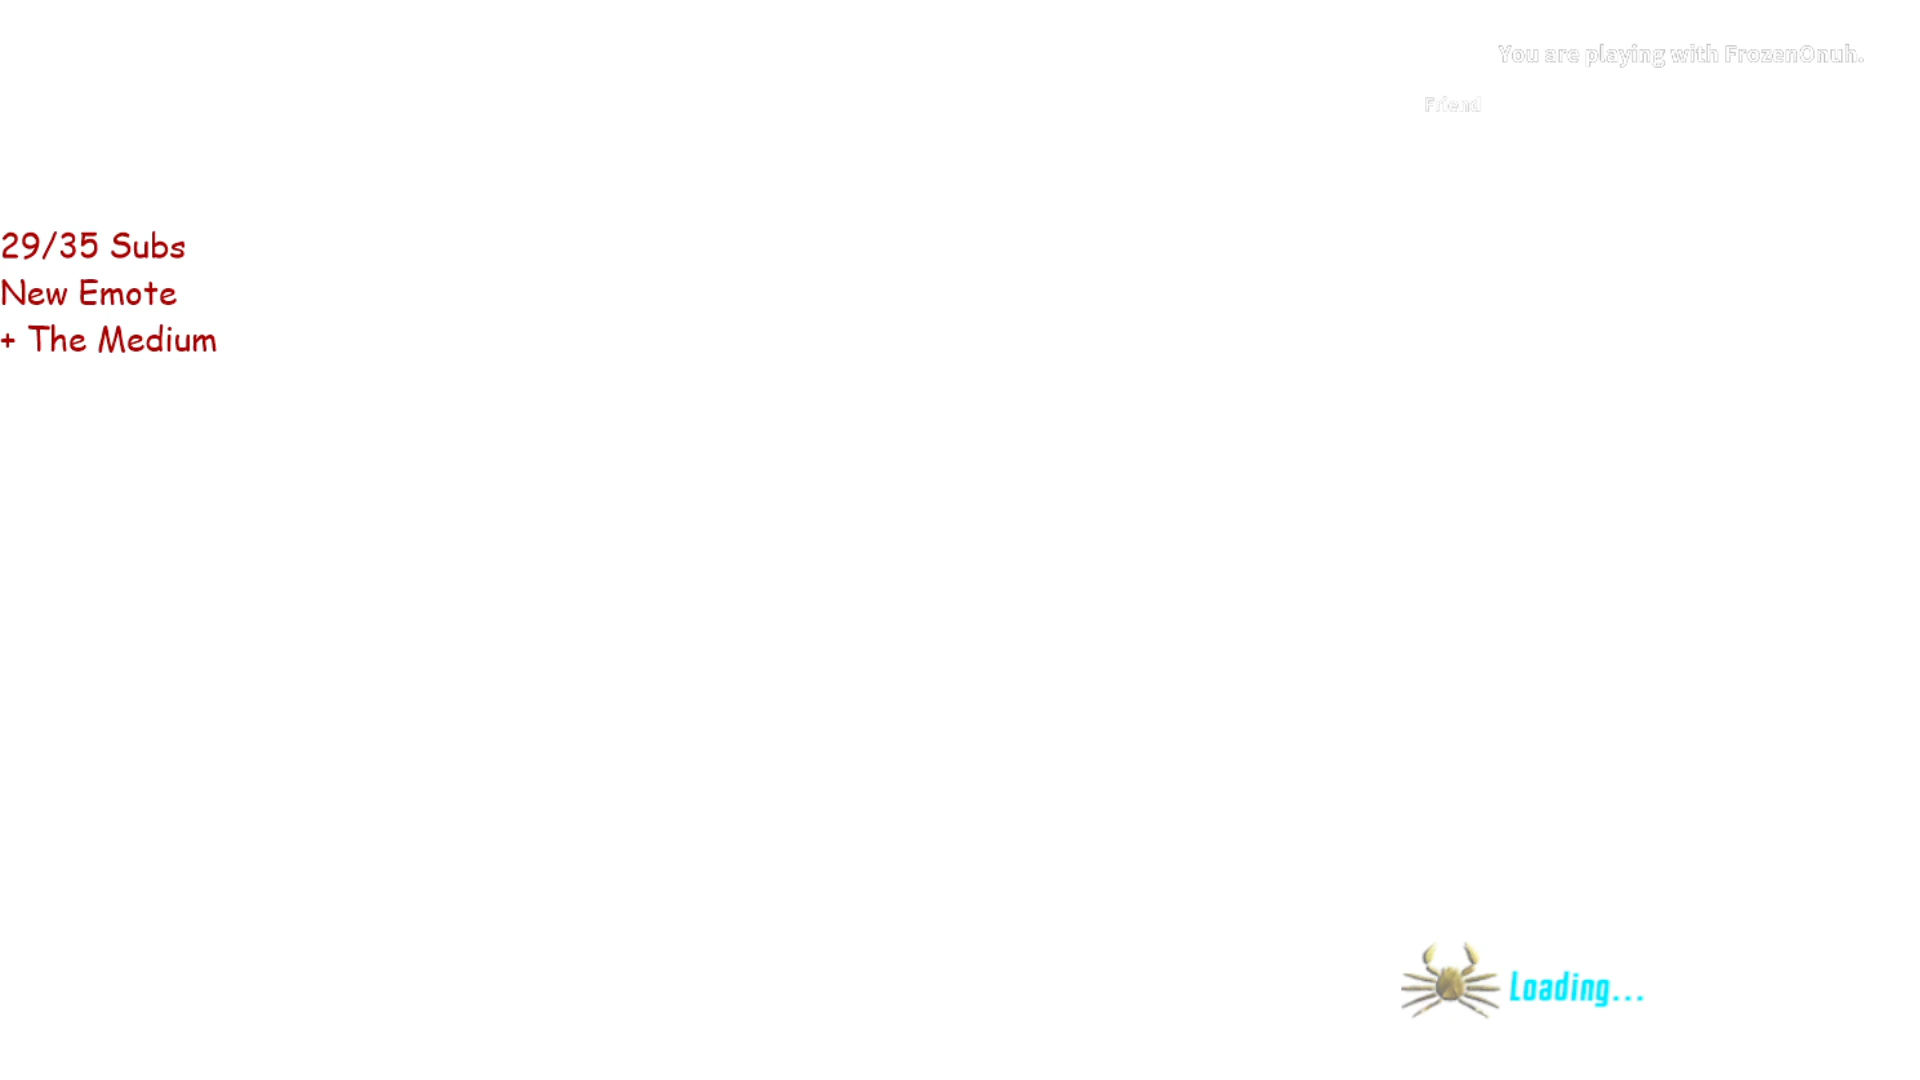 You are playing with FrozenOnuh.
Friend
29/35 Subs
New Emote
+ The Medium
Loading...